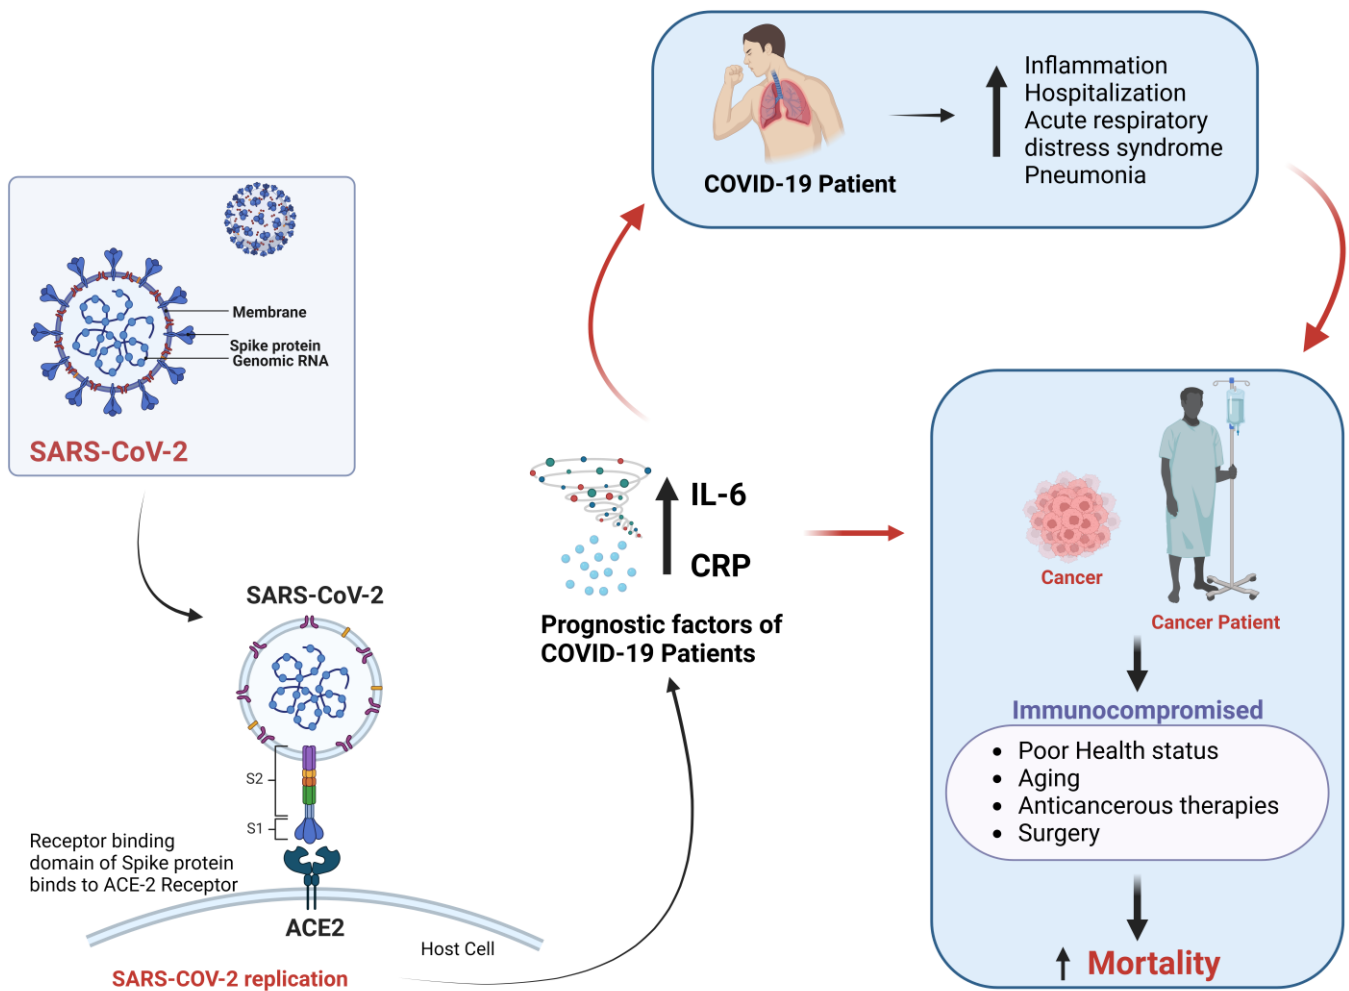 Membrane
Spike protein
Genomic RNA
SARS-CoV-2
SARS-CoV-2
S2
S1
Receptor binding
domain of Spike protein
binds to ACE-2 Receptor
ACE2
Host Cell
SARS-COV-2 replication
IL-6
CRP
Prognostic factors of
COVID-19 Patients
COVID-19 Patient
Inflammation
Hospitalization
Acute respiratory
distress syndrome
Pneumonia
Cancer
Cancer Patient
Immunocompromised
• Poor Health status
• Aging
• Anticancerous therapies
• Surgery
Mortality